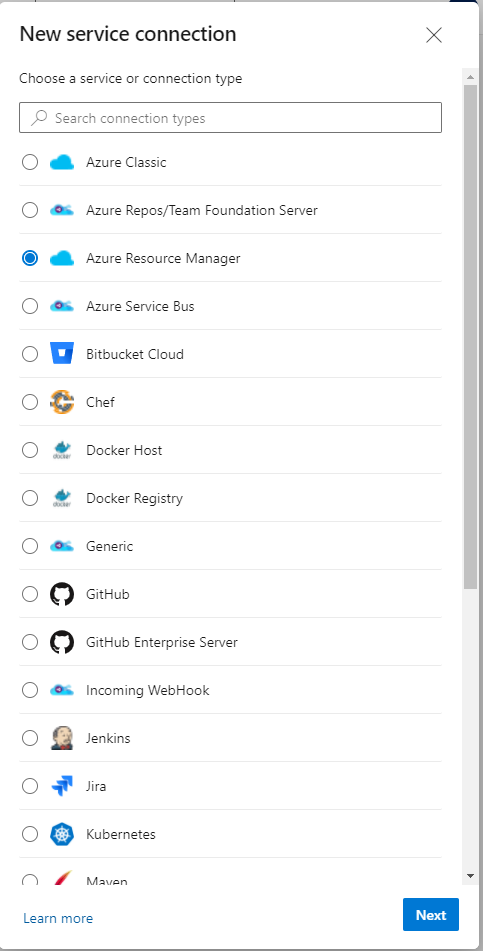 New service connection
Choose a service or connection type
Search connection types
Azure Classic
Azure Repos/Team Foundation Server
Azure Resource Manager
Azure Service Bus
Bitbucket Cloud
Chef
Docker Host
Docker Registry
Generic
GitHub
GitHub Enterprise Server
Incoming WebHook
Jenkins
Jira
Kubernetes
Maven
Learn more
Next